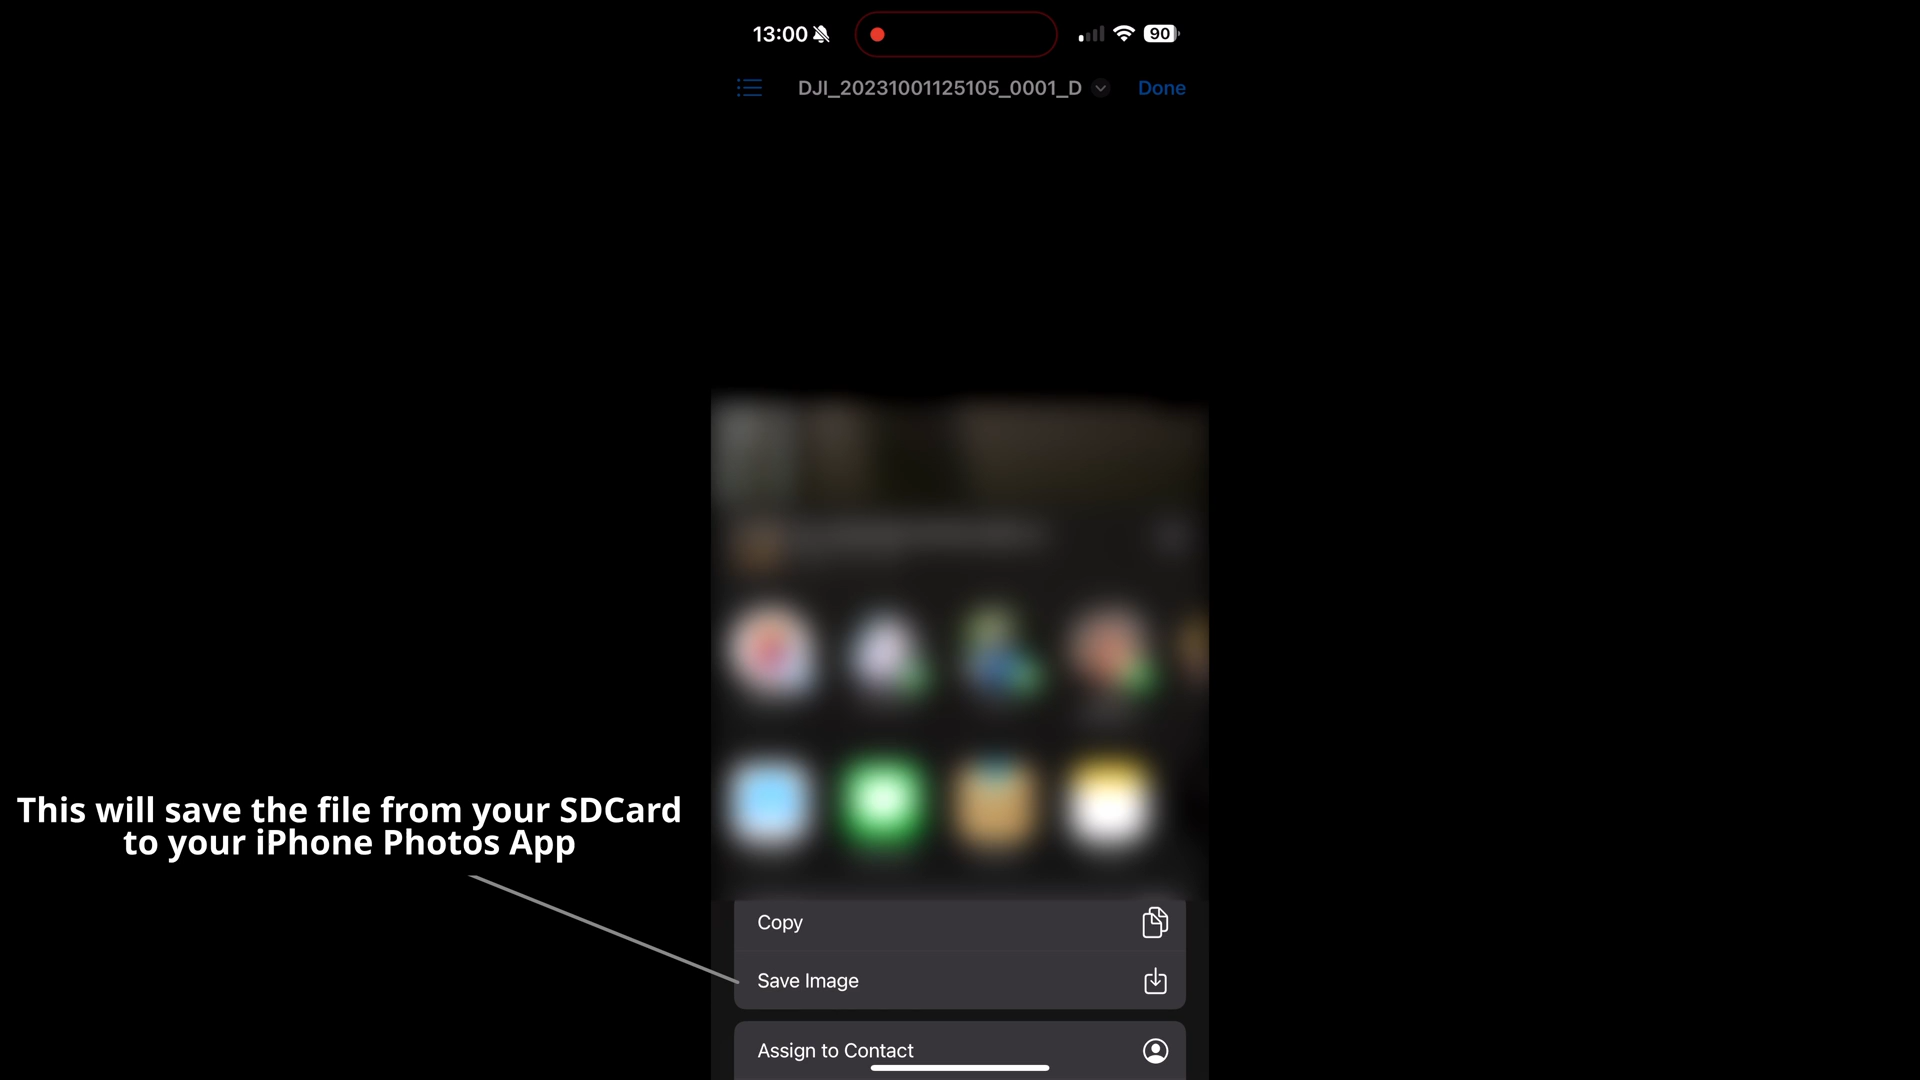 13:00
90
DJI_20231001125105_0001_D
Done
This will save the file from your SDCard
to your iPhone Photos App
Copy
Save Image
Assign to Contact